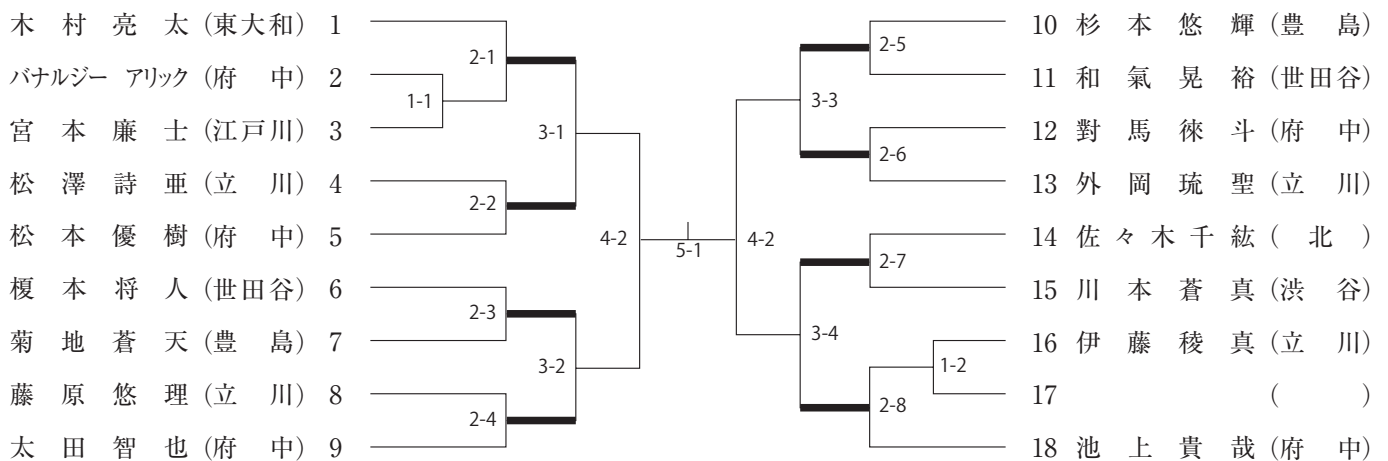 木村亮太（東大和） 1
バナルジー アリック（府中） 2
宮本廉士（江戸川） 3
松澤詩亜（立川） 4
松本優樹（府中） 5
榎本将人（世田谷） 6
菊地蒼天（豊島） 7
藤原悠理（立川） 8
太田智也（府中） 9
2-1
1-1
3-1
2-2
4-2
2-3
3-2
2-4
5-1
4-2
3-3
2-5
2-6
3-4
2-7
1-2
2-8
10 杉本悠輝（豊島）
11 和氣晃裕（世田谷）
12 對馬徠斗（府中）
13 外岡琉聖（立川）
14 佐々木千紘（北）
15 川本蒼真（渋谷）
16 伊藤稜真（立川）
17 （ ）
18 池上貴哉（府中）